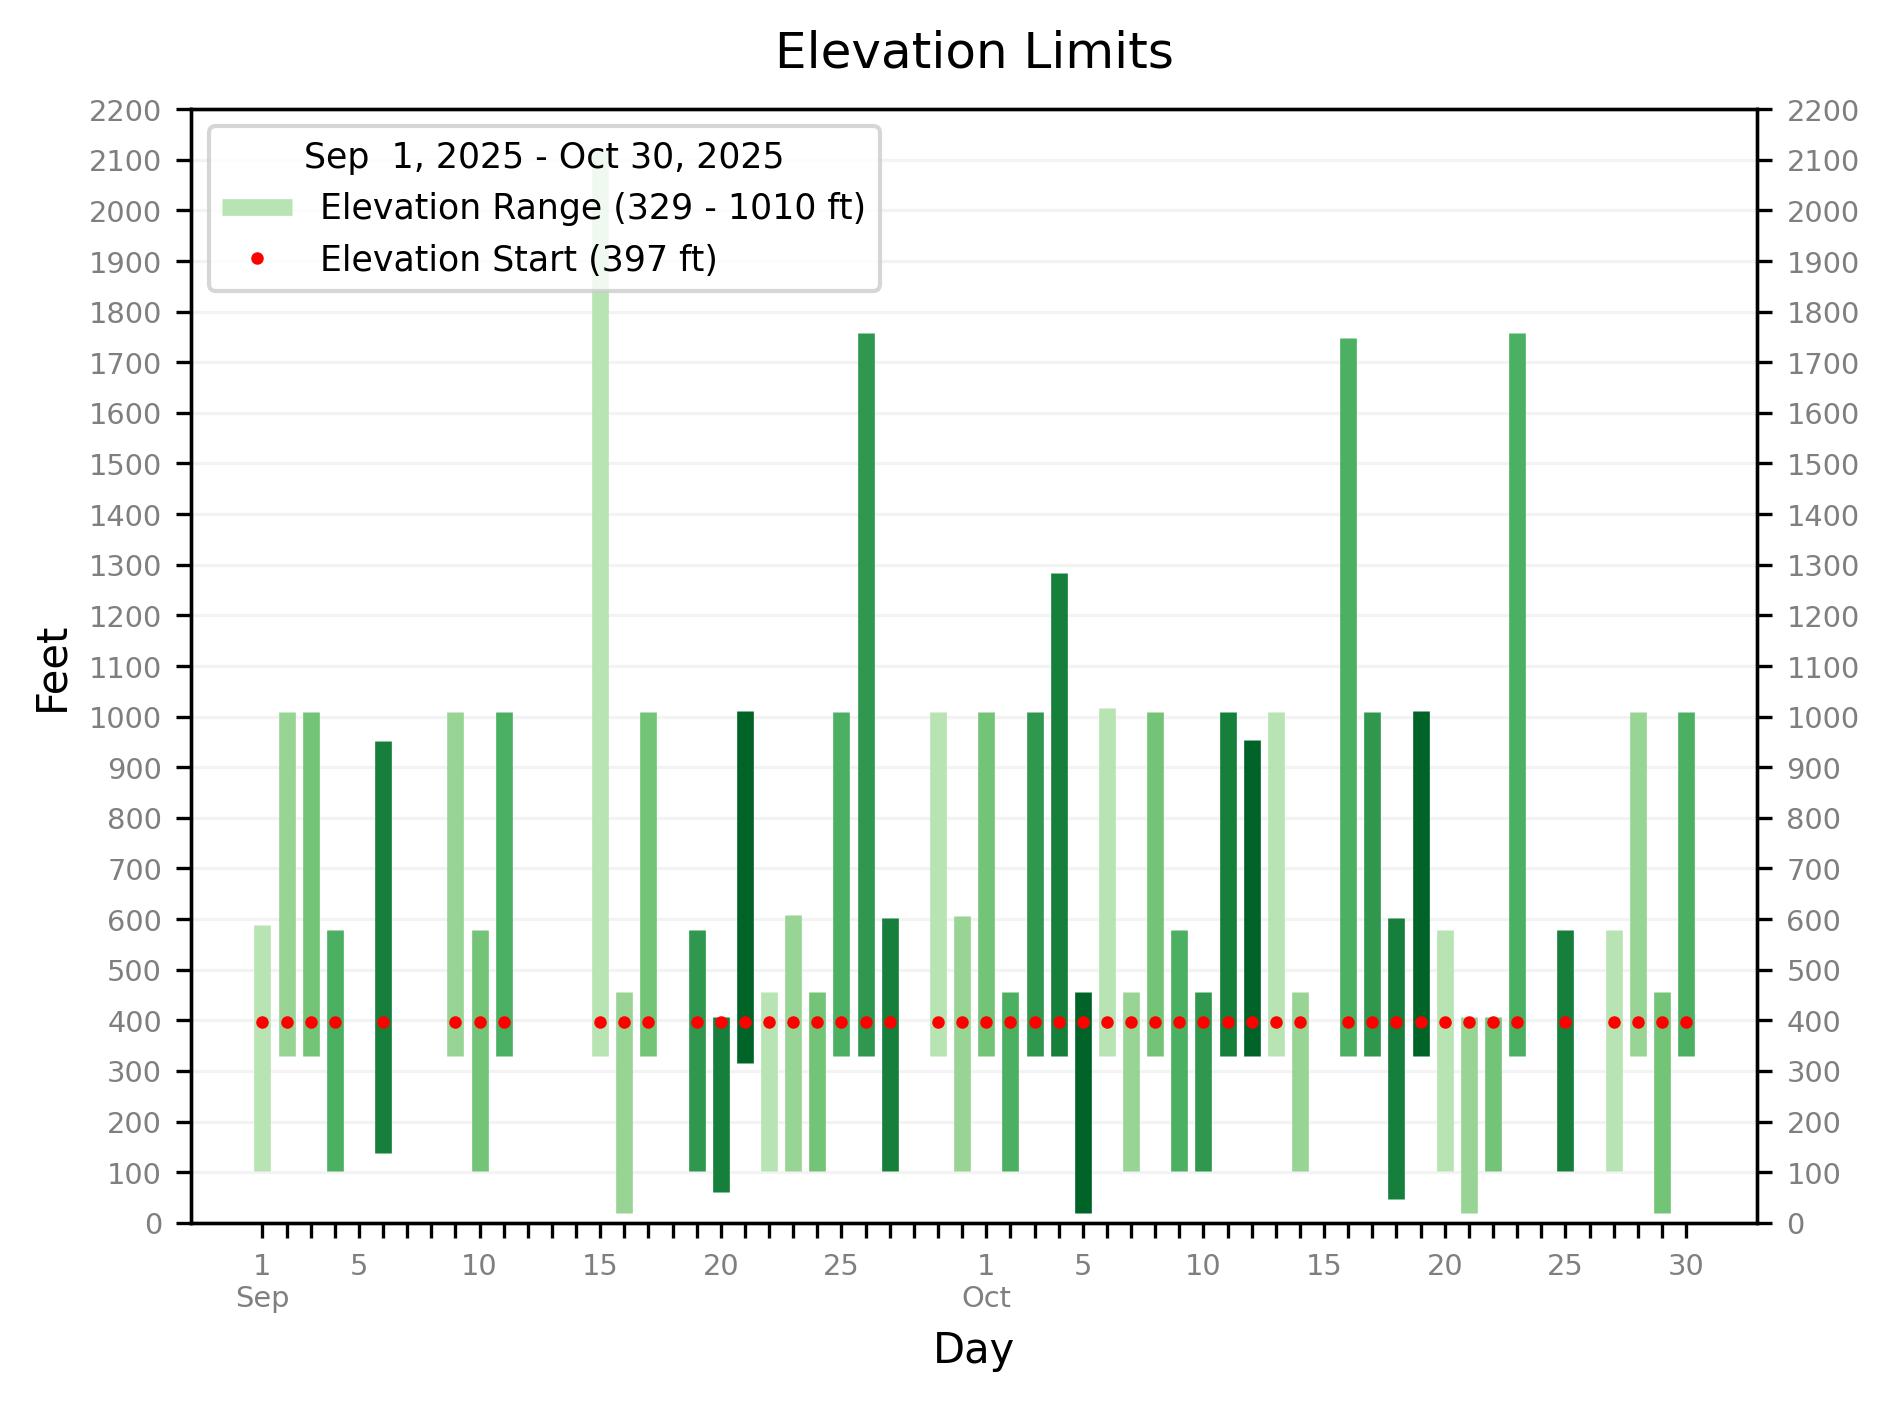 Elevation Limits
Sep  1, 2025 - Oct 30, 2025
Elevation Range (329 - 1010 ft)
Elevation Start (397 ft)
2200 2200
2100 2100
2000 2000
1900 1900
1800 1800
1700 1700
1600 1600
1500 1500
1400 1400
1300 1300
1200 1200
1100 1100
1000 1000
900 900
800 800
700 700
600 600
500 500
400 400
300 300
200 200
100 100
0 0
Feet
1 5 10 15 20 25 1 5 10 15 20 25 30
Sep Oct
Day